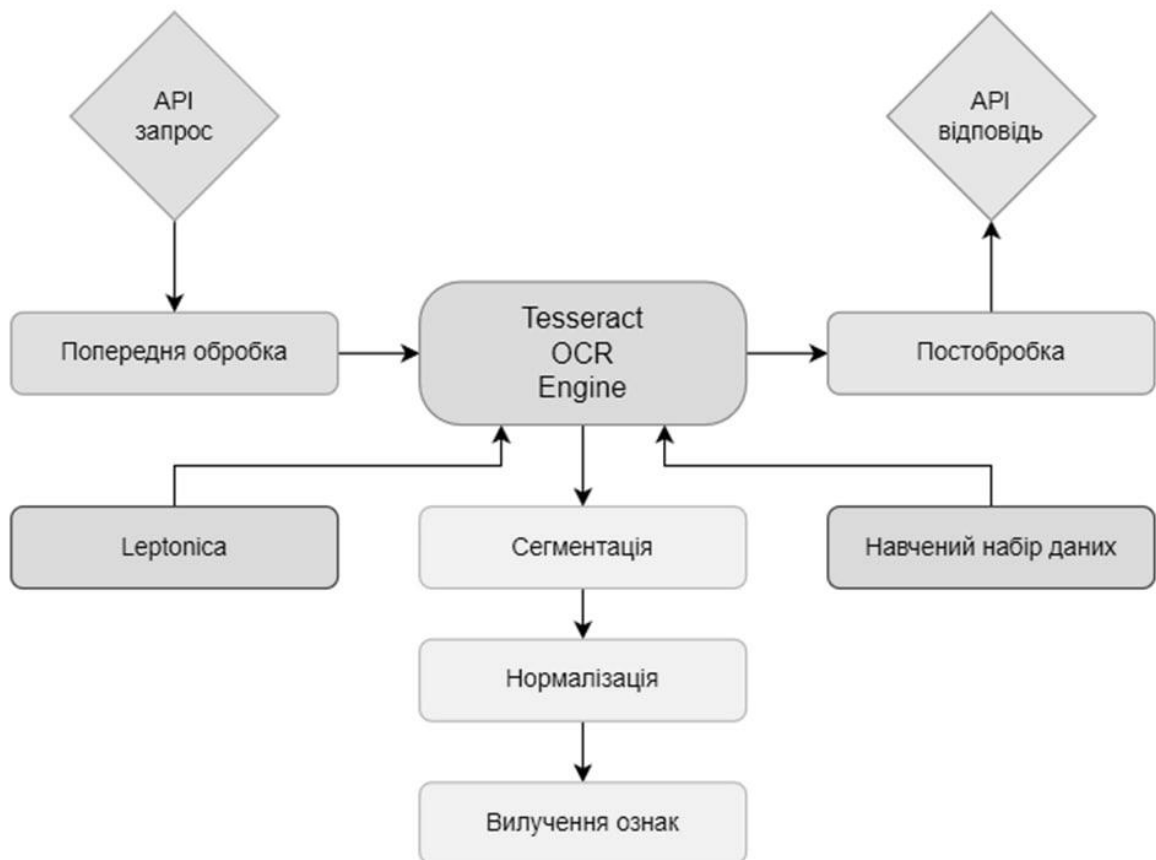 API
запрос
API
відповідь
Попередня обробка
Tesseract
OCR
Engine
Постобробка
Leptonica
Сегментація
Навчений набір даних
Нормалізація
Вилучення ознак